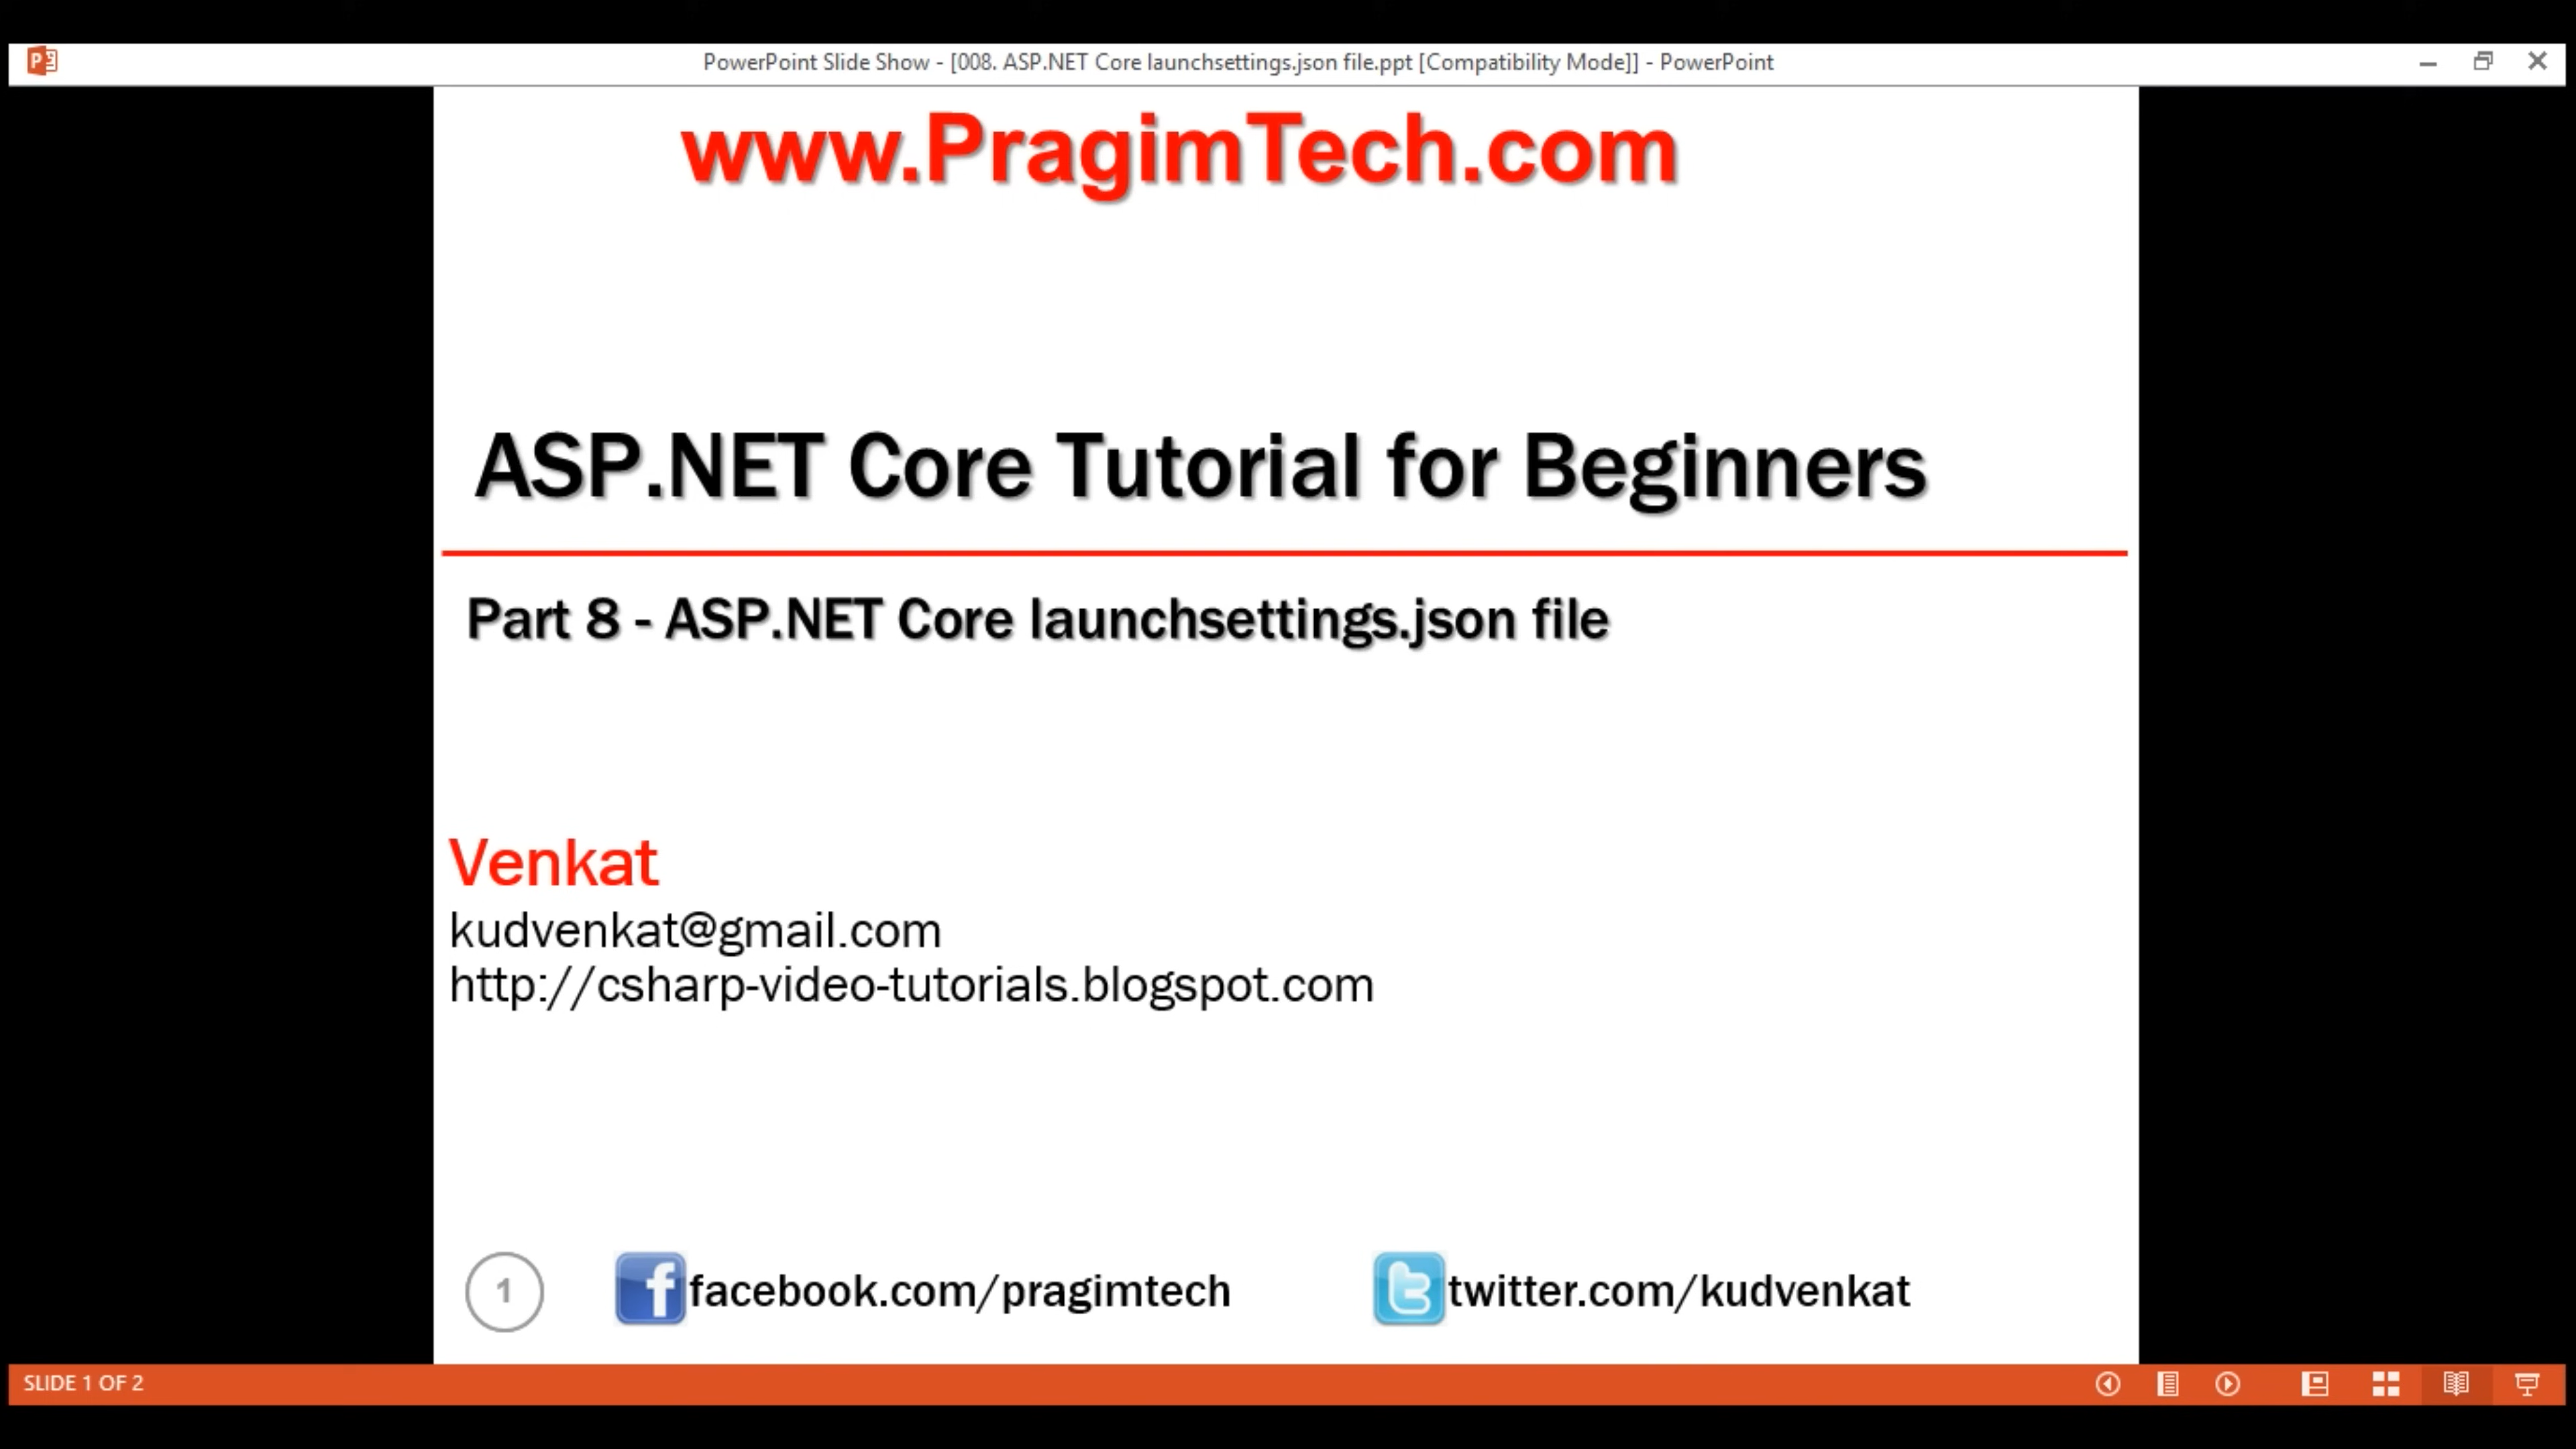 PowerPoint Slide Show - [008. ASP.NET Core launchsettings.json file.ppt [Compatibility Mode]] - PowerPoint
www.PragimTech.com
ASP.NET Core Tutorial for Beginners
Part 8 - ASP.NET Core launchsettings.json file
Venkat
kudvenkat@gmail.com
http://csharp-video-tutorials.blogspot.com
1
facebook.com/pragimtech
twitter.com/kudvenkat
SLIDE 1 OF 2